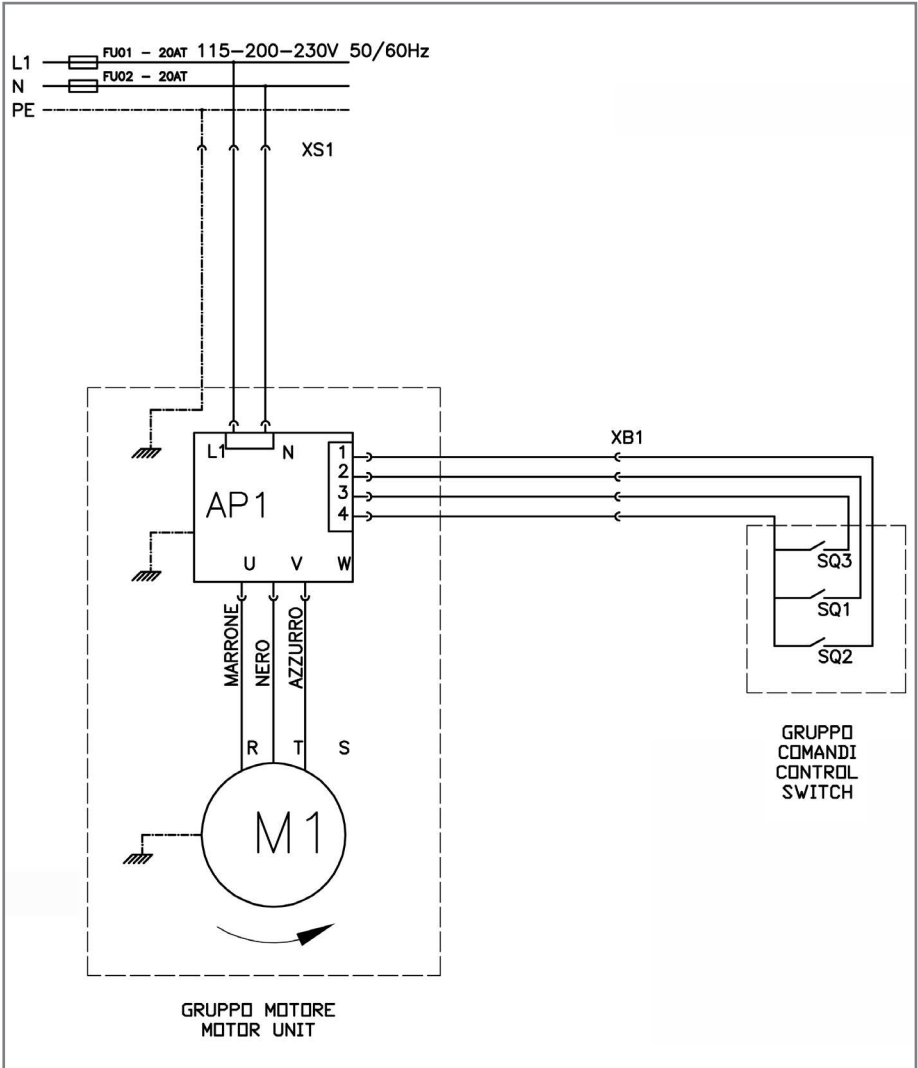 L1 FU01 - 20AT 115-200-230V 50/60Hz
N FU02 - 20AT
PE
XS1
L1 N
AP1
1
2
3
4
XB1
U V W
MARRONE
NERO
AZZURRO
R T S
M1
SQ3
SQ1
SQ2
GRUPPO
COMANDI
CONTROL
SWITCH
GRUPPO MOTORE
MOTOR UNIT